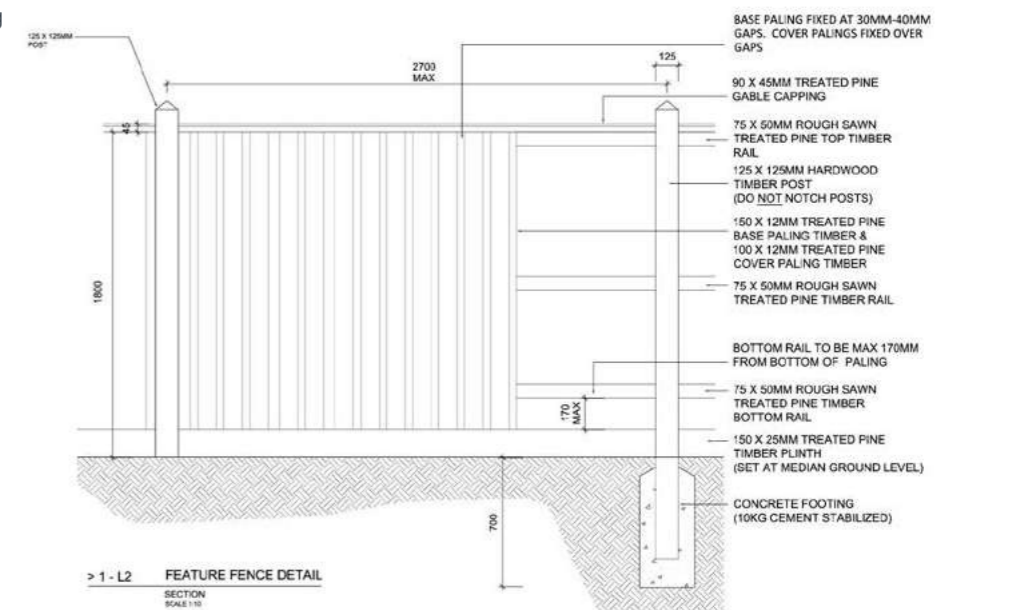 125 X 125MM
POST
2700
MAX
125
45
1800
170
MAX
700
BASE PALING FIXED AT 30MM-40MM
GAPS. COVER PALINGS FIXED OVER
GAPS
90 X 45MM TREATED PINE
GABLE CAPPING
75 X 50MM ROUGH SAWN
TREATED PINE TOP TIMBER
RAIL
125 X 125MM HARDWOOD
TIMBER POST
(DO NOT NOTCH POSTS)
150 X 12MM TREATED PINE
BASE PALING TIMBER &
100 X 12MM TREATED PINE
COVER PALING TIMBER
75 X 50MM ROUGH SAWN
TREATED PINE TIMBER RAIL
BOTTOM RAIL TO BE MAX 170MM
FROM BOTTOM OF PALING
75 X 50MM ROUGH SAWN
TREATED PINE TIMBER
BOTTOM RAIL
150 X 25MM TREATED PINE
TIMBER PLINTH
(SET AT MEDIAN GROUND LEVEL)
CONCRETE FOOTING
(10KG CEMENT STABILIZED)
> 1 - L2 FEATURE FENCE DETAIL
SECTION
SCALE 1:10